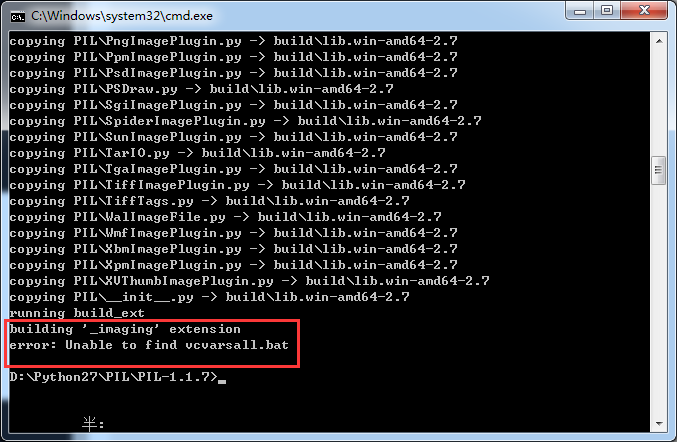 C:\Windows\system32\cmd.exe
copying PIL\PngImagePlugin.py -> build\lib.win-amd64-2.7
copying PIL\PpmImagePlugin.py -> build\lib.win-amd64-2.7
copying PIL\PsdImagePlugin.py -> build\lib.win-amd64-2.7
copying PIL\PSDraw.py -> build\lib.win-amd64-2.7
copying PIL\SgiImagePlugin.py -> build\lib.win-amd64-2.7
copying PIL\SpiderImagePlugin.py -> build\lib.win-amd64-2.7
copying PIL\SunImagePlugin.py -> build\lib.win-amd64-2.7
copying PIL\TarIO.py -> build\lib.win-amd64-2.7
copying PIL\TgaImagePlugin.py -> build\lib.win-amd64-2.7
copying PIL\TiffImagePlugin.py -> build\lib.win-amd64-2.7
copying PIL\TiffTags.py -> build\lib.win-amd64-2.7
copying PIL\WalImageFile.py -> build\lib.win-amd64-2.7
copying PIL\WmfImagePlugin.py -> build\lib.win-amd64-2.7
copying PIL\XbmImagePlugin.py -> build\lib.win-amd64-2.7
copying PIL\XpmImagePlugin.py -> build\lib.win-amd64-2.7
copying PIL\XVThumbImagePlugin.py -> build\lib.win-amd64-2.7
copying PIL\__init__.py -> build\lib.win-amd64-2.7
running build_ext
building '_imaging' extension
error: Unable to find vcvarsall.bat
D:\Python27\PIL\PIL-1.1.7>_
半: